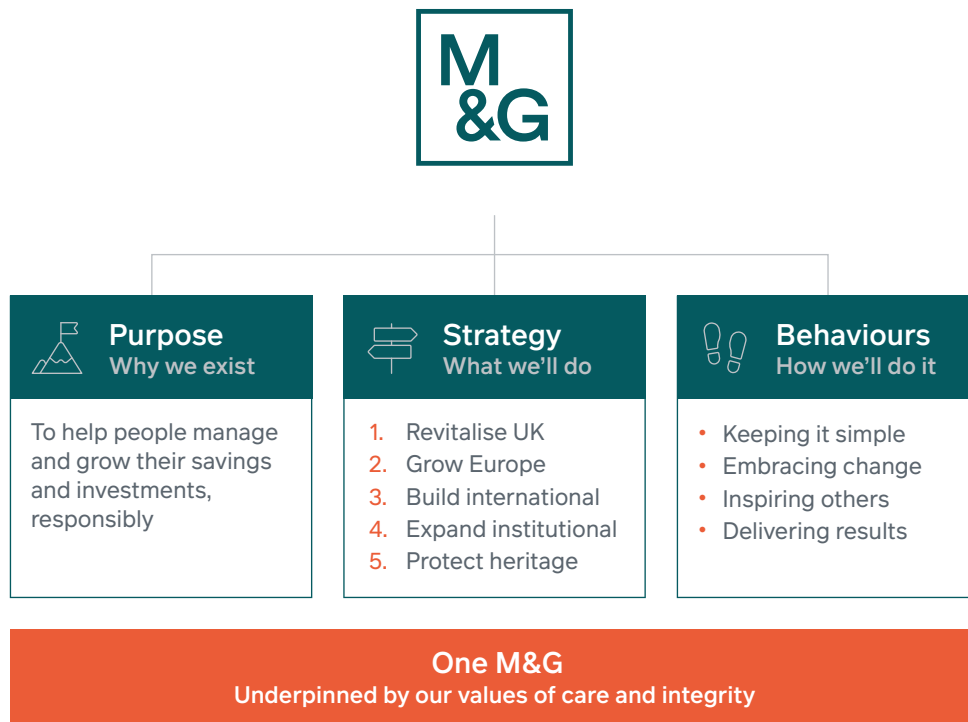 M
&G
Purpose
Why we exist
To help people manage
and grow their savings
and investments,
responsibly
Strategy
What we'll do
1. Revitalise UK
2. Grow Europe
3. Build international
4. Expand institutional
5. Protect heritage
Behaviours
How we'll do it
• Keeping it simple
• Embracing change
• Inspiring others
• Delivering results
One M&G
Underpinned by our values of care and integrity